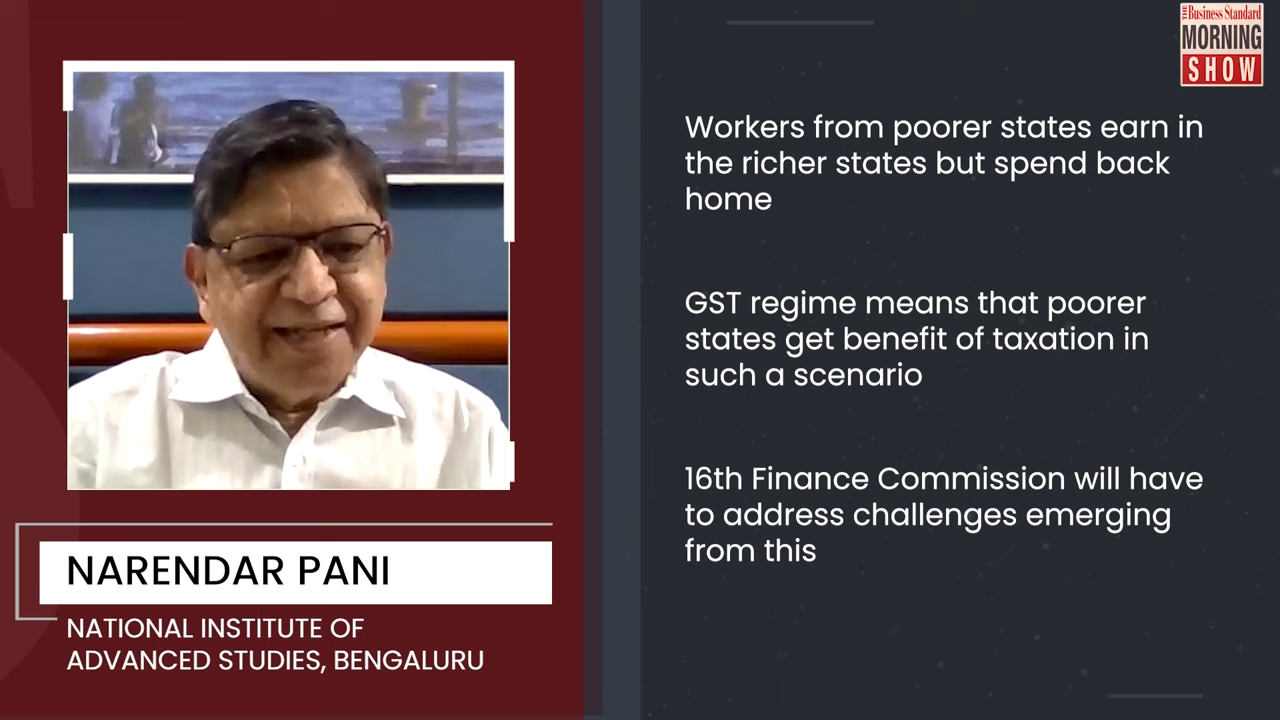 THE Business Standard
MORNING
SHOW
Workers from poorer states earn in
the richer states but spend back
home
GST regime means that poorer
states get benefit of taxation in
such a scenario
16th Finance Commission will have
to address challenges emerging
from this
NARENDAR PANI
NATIONAL INSTITUTE OF
ADVANCED STUDIES, BENGALURU